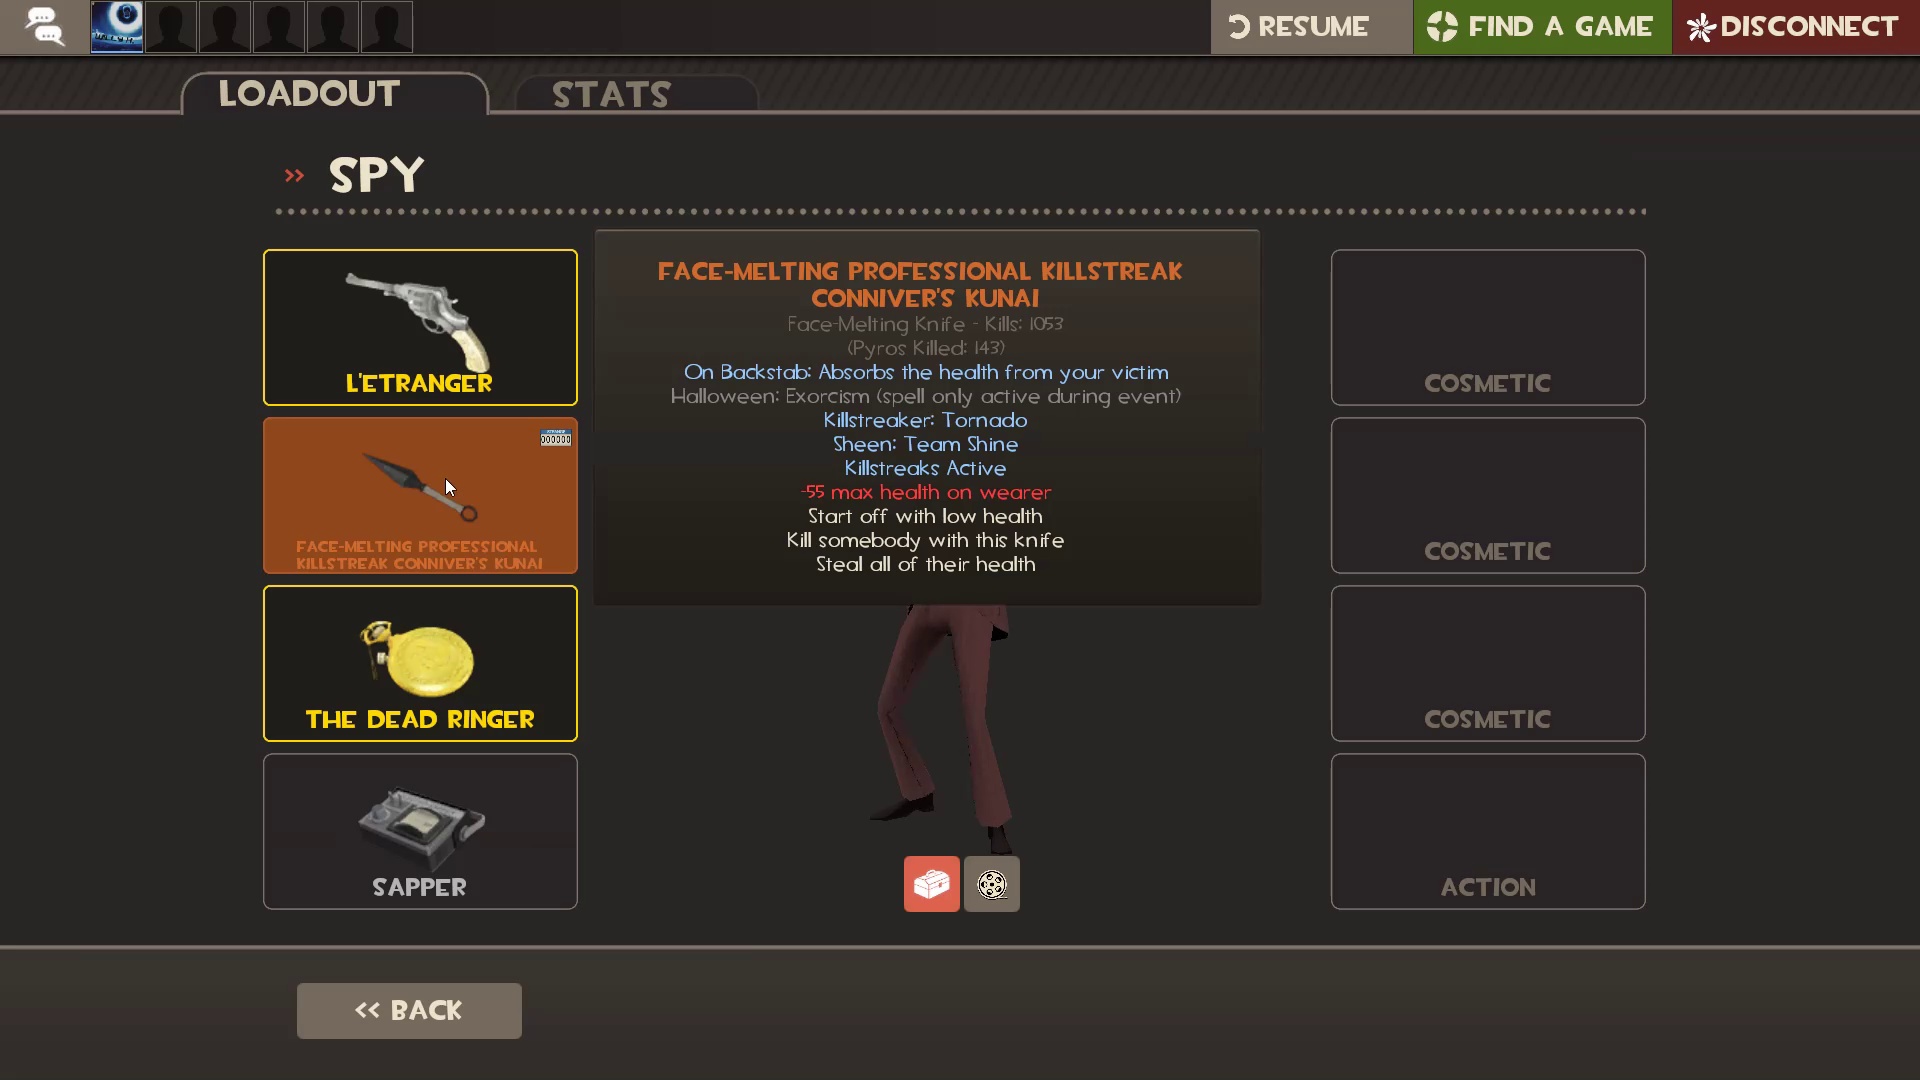 RESUME
FIND A GAME
DISCONNECT
LOADOUT
STATS
>> SPY
L'ETRANGER
STRANGE
000000
FACE-MELTING PROFESSIONAL
KILLSTREAK CONNIVER'S KUNAI
THE DEAD RINGER
SAPPER
FACE-MELTING PROFESSIONAL KILLSTREAK
CONNIVER'S KUNAI
Face-Melting Knife - Kills: 1053
(Pyros Killed: 143)
On Backstab: Absorbs the health from your victim
Halloween: Exorcism (spell only active during event)
Killstreaker: Tornado
Sheen: Team Shine
Killstreaks Active
-55 max health on wearer
Start off with low health
Kill somebody with this knife
Steal all of their health
COSMETIC
COSMETIC
COSMETIC
ACTION
<< BACK